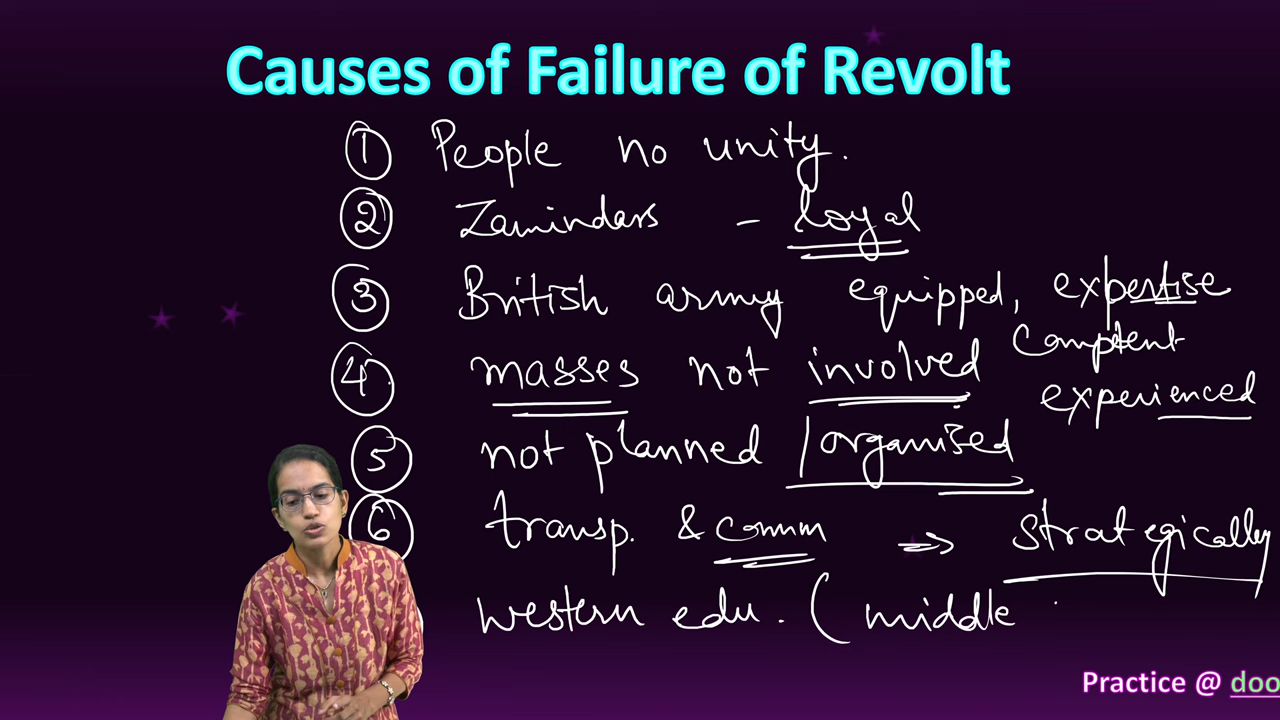 Causes of Failure of Revolt
1 People no unity.
2 Zamindars - loyal
3 British army equipped, expertise
competent
experienced
4 masses not involved
5 not planned / organised
6 transp. & comm => strategically
western edu. ( middle
Practice @ doo